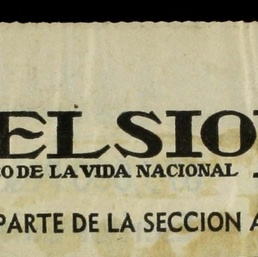 ELSIO
O DE LA VIDA NACIONAL
PARTE DE LA SECCION A